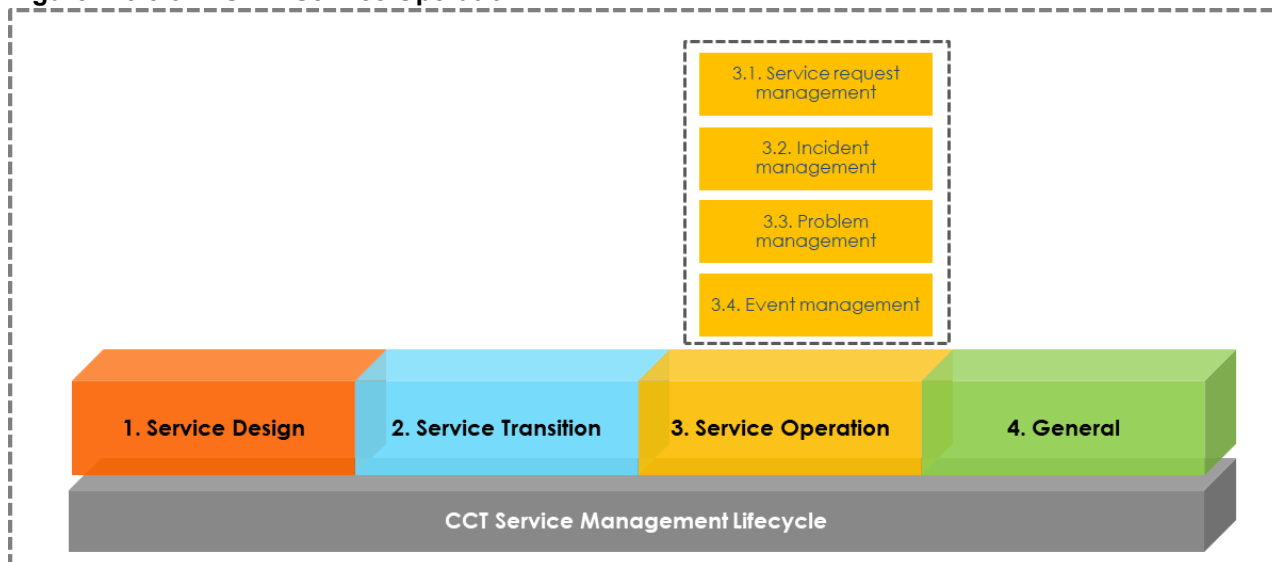 3.1. Service request
management
3.2. Incident
management
3.3. Problem
management
3.4. Event management
1. Service Design
2. Service Transition
3. Service Operation
4. General
CCT Service Management Lifecycle